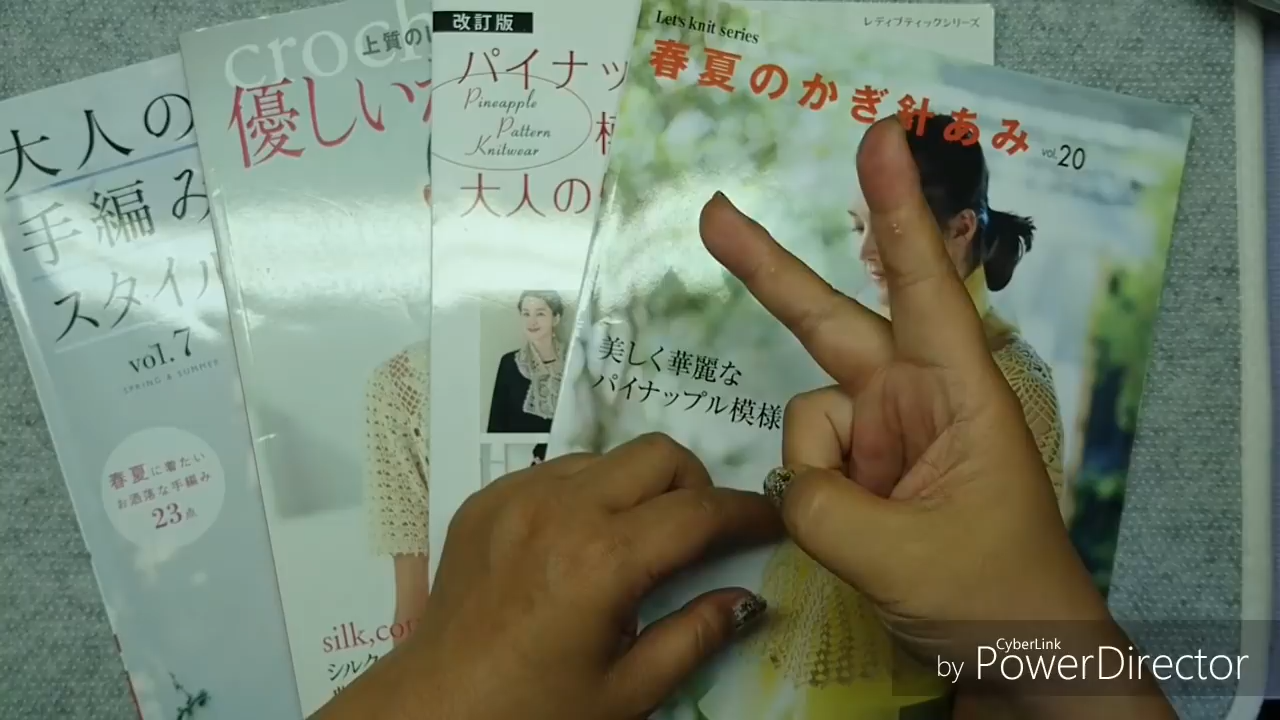 大人の
手編み
スタイル
vol.7
SPRING & SUMMER
春夏に着たい
お洒落な手編み
23点
croch
上質の
優しい
silk,co
シルク
改訂版
パイナッ
Pineapple
Pattern
Knitwear
大人の
Let's knit series
レディブティックシリーズ
春夏のかぎ針あみ
vol.20
美しく華麗な
パイナップル模様
CyberLink
by PowerDirector